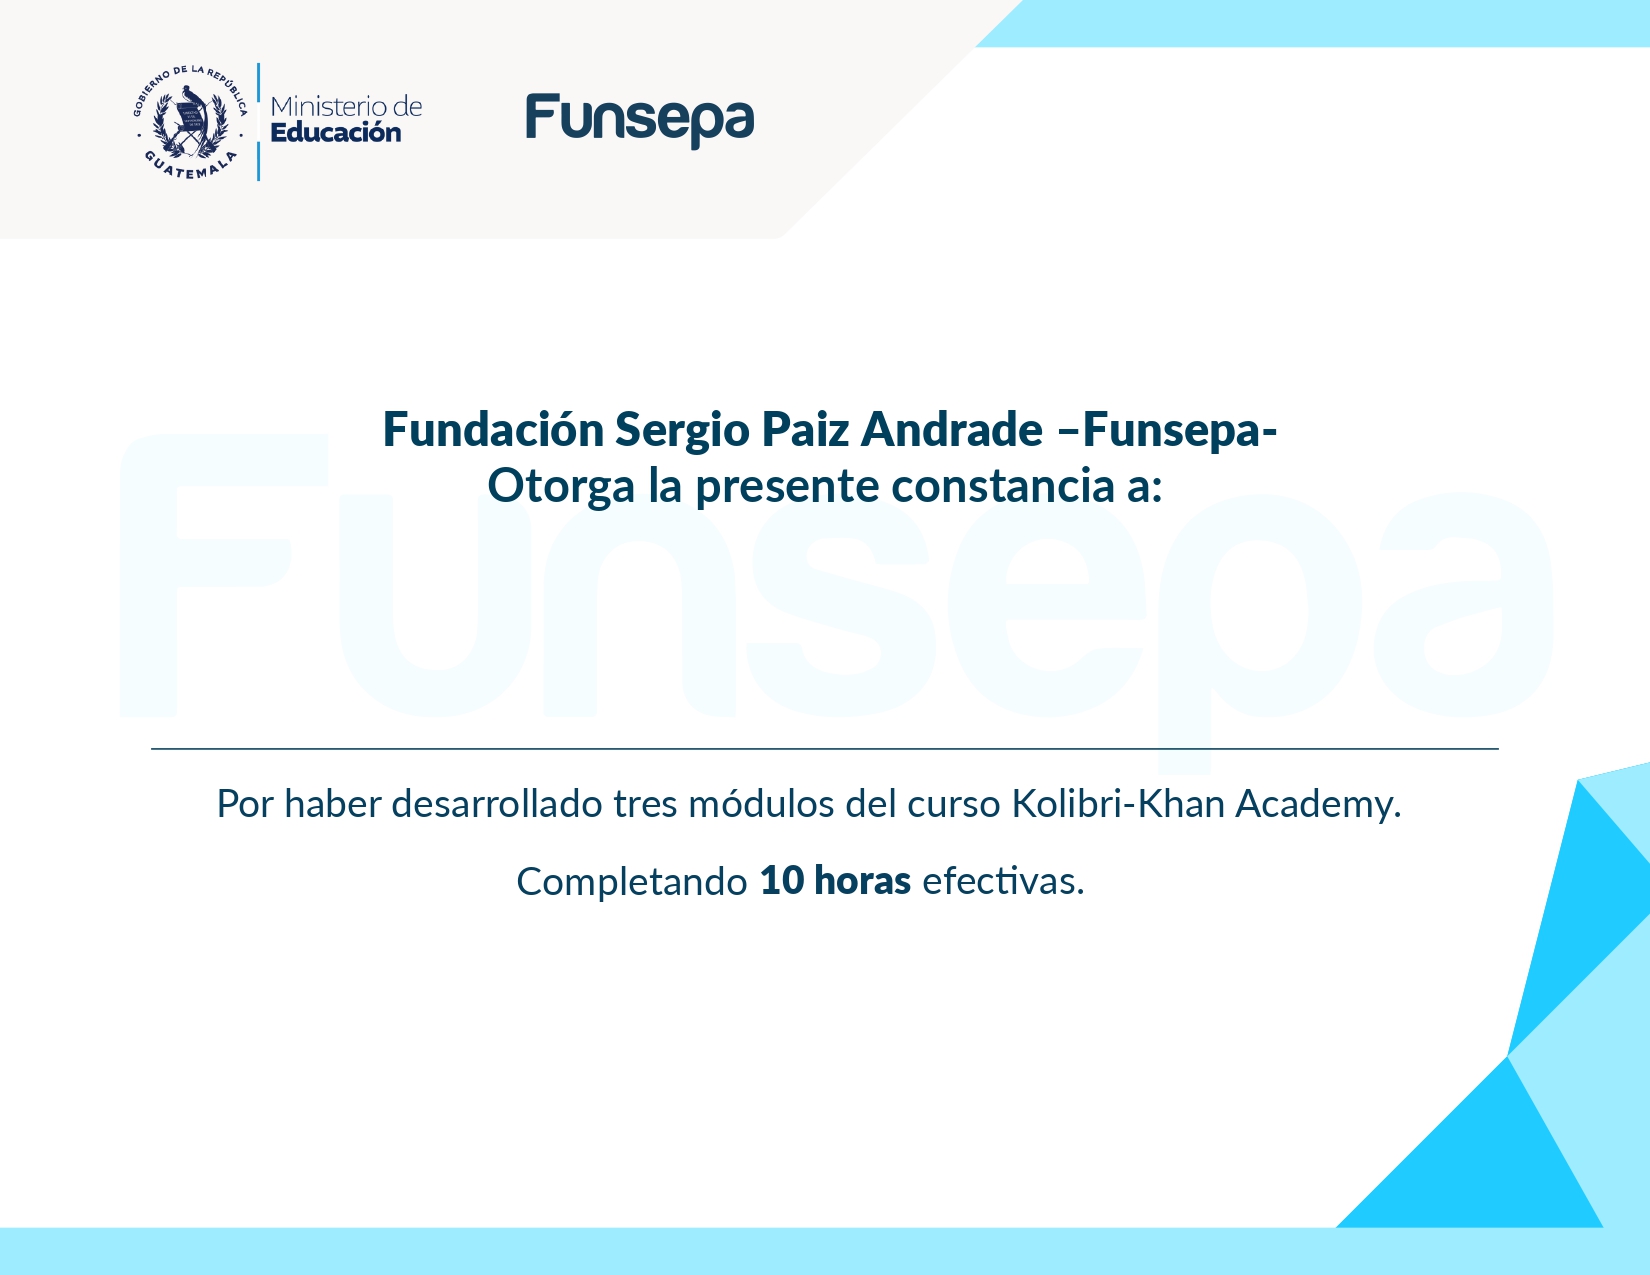 GOBIERNO DE LA REPÚBLICA
GUATEMALA
Ministerio de
Educación
Funsepa
Fundación Sergio Paiz Andrade –Funsepa-
Otorga la presente constancia a:
Funsepa
Por haber desarrollado tres módulos del curso Kolibri-Khan Academy.
Completando 10 horas efectivas.